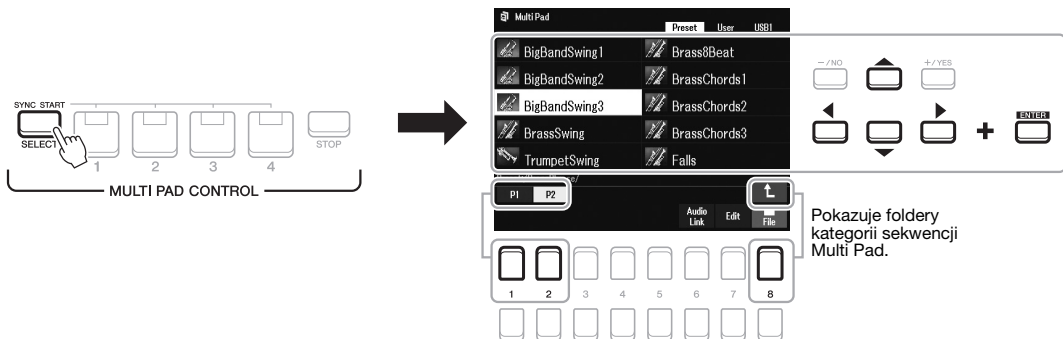 SYNC START
SELECT
1
2
3
4
STOP
MULTI PAD CONTROL
Multi Pad
Preset
User
USB1
BigBandSwing1
Brass8Beat
BigBandSwing2
BrassChords1
BigBandSwing3
BrassChords2
BrassSwing
BrassChords3
TrumpetSwing
Falls
P1
P2
Audio
Link
Edit
File
-/NO
+/YES
+
ENTER
Pokazuje foldery
kategorii sekwencji
Multi Pad.
1
2
3
4
5
6
7
8